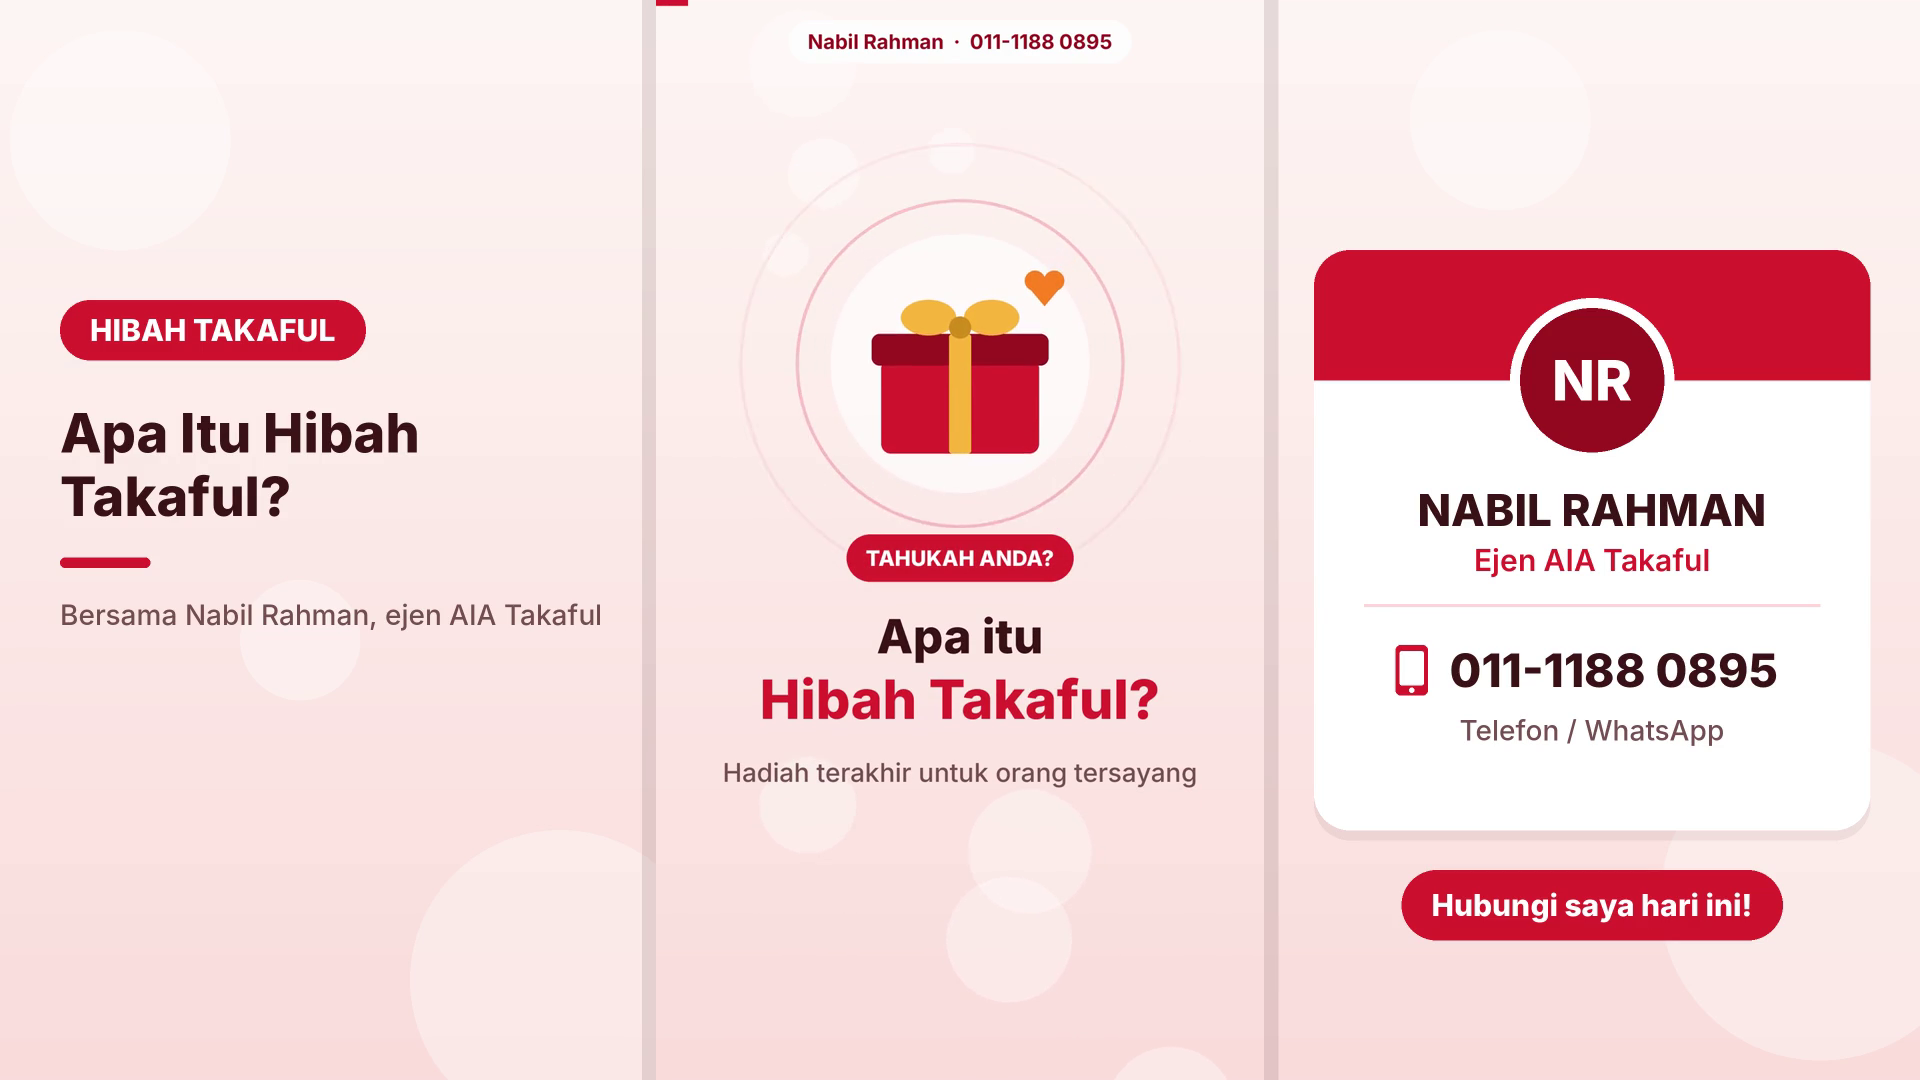 HIBAH TAKAFUL
Apa Itu Hibah
Takaful?
Bersama Nabil Rahman, ejen AIA Takaful
Nabil Rahman · 011-1188 0895
TAHUKAH ANDA?
Apa itu
Hibah Takaful?
Hadiah terakhir untuk orang tersayang
NR
NABIL RAHMAN
Ejen AIA Takaful
011-1188 0895
Telefon / WhatsApp
Hubungi saya hari ini!